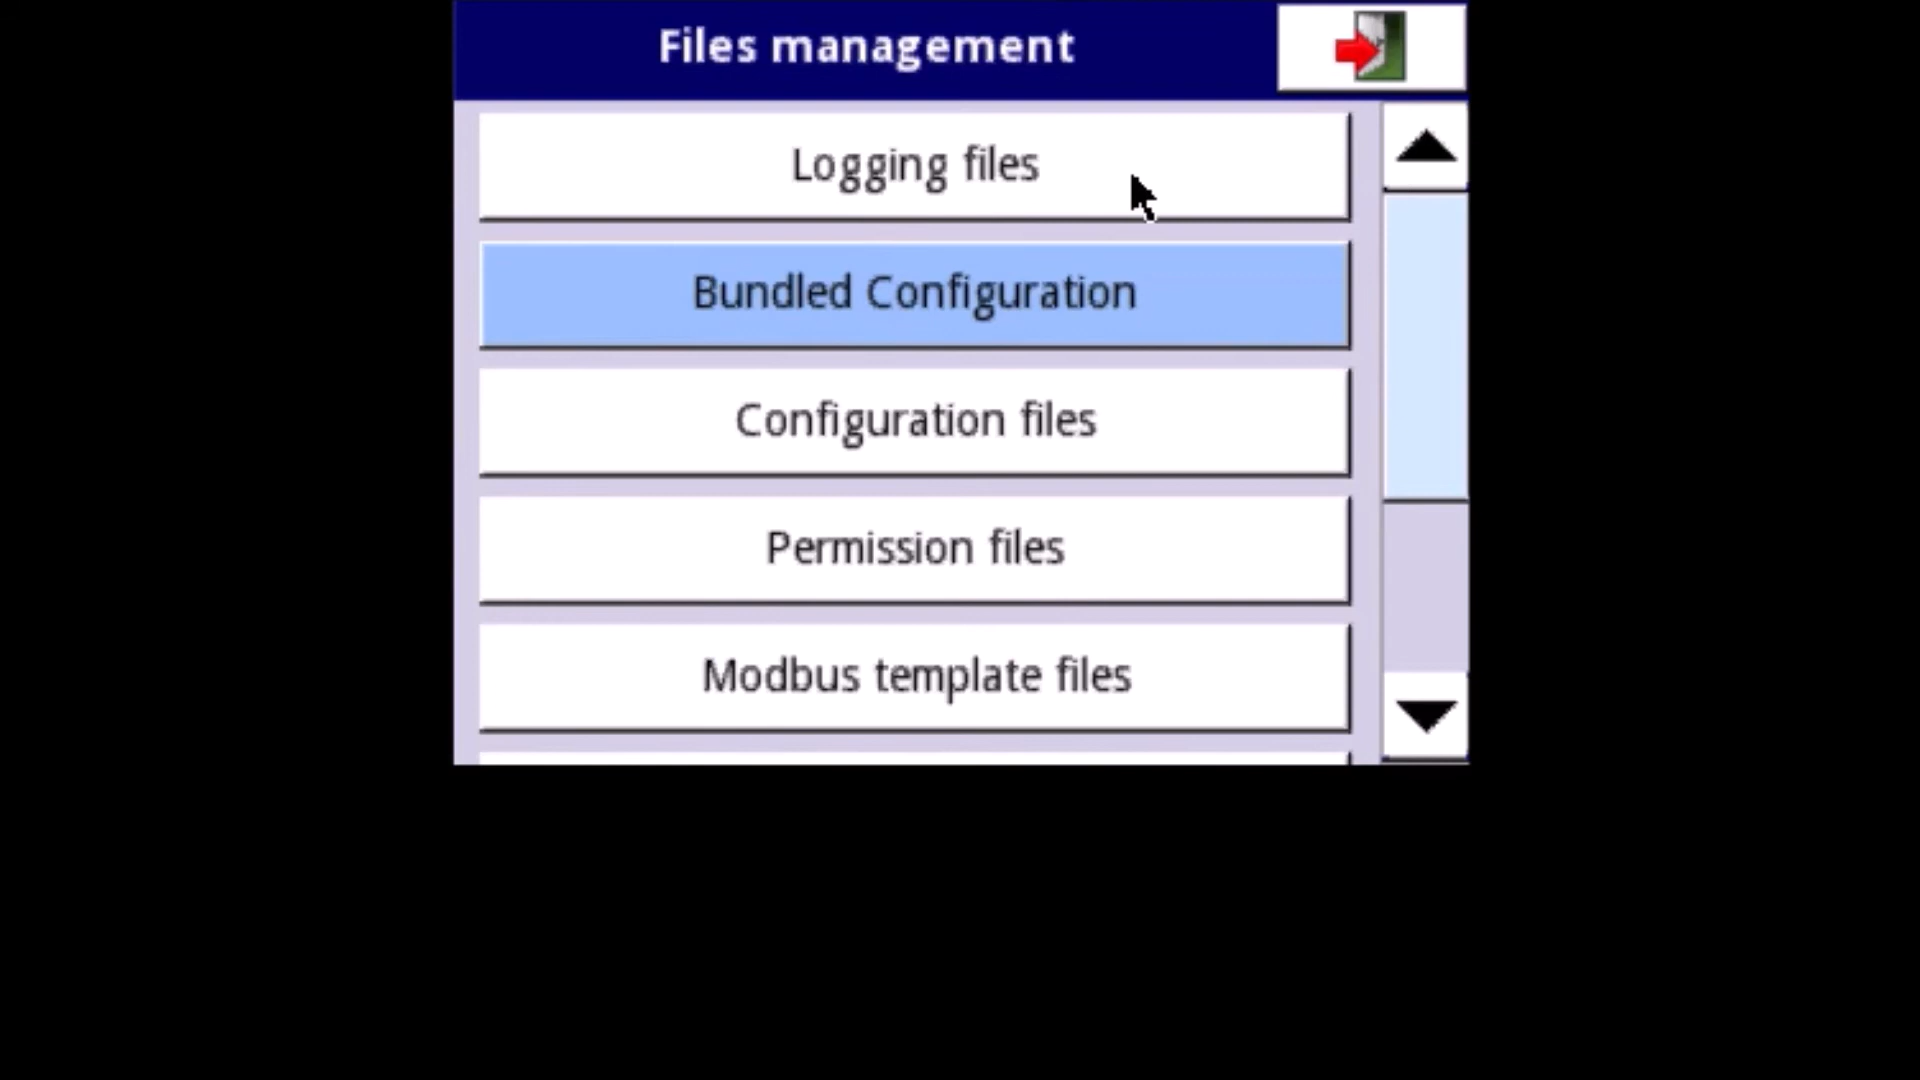 Files management
Logging files
Bundled Configuration
Configuration files
Permission files
Modbus template files